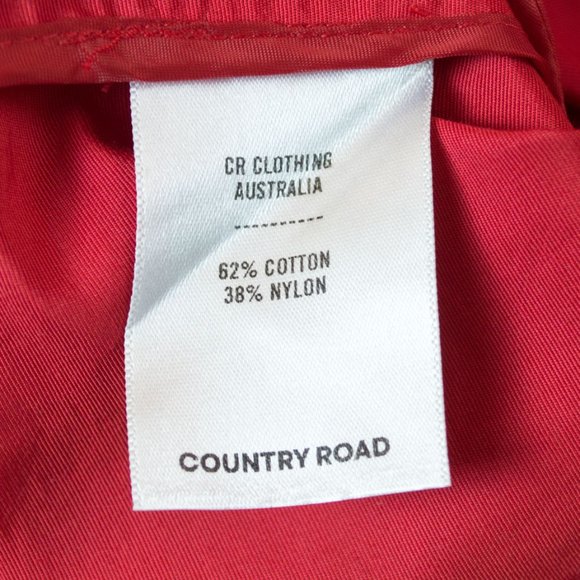 CR CLOTHING
AUSTRALIA
----------
62% COTTON
38% NYLON
COUNTRY ROAD